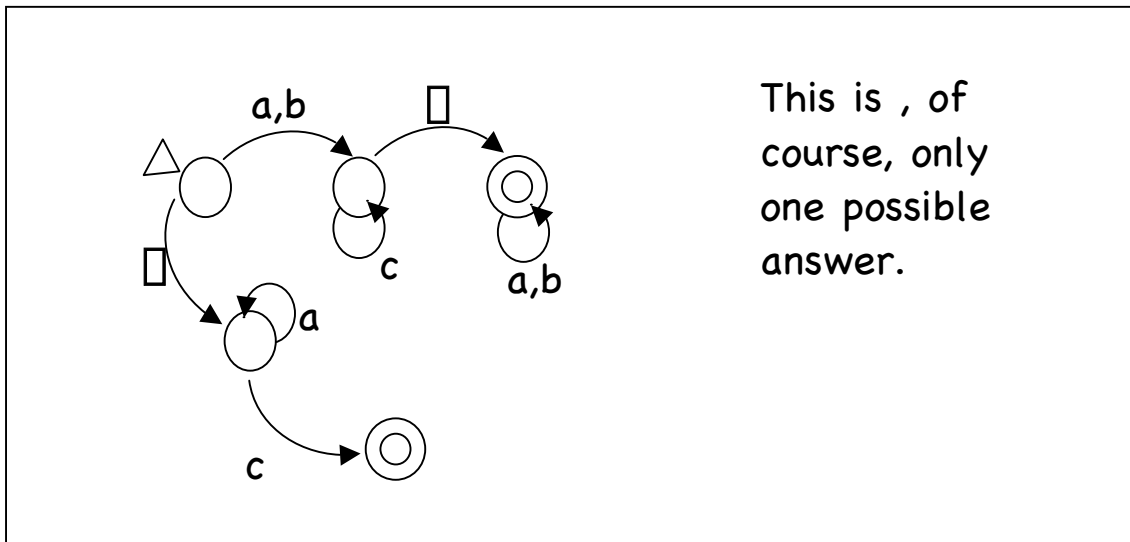 a,b
▯
This is , of
course, only
one possible
answer.
c
a,b
▯
a
c